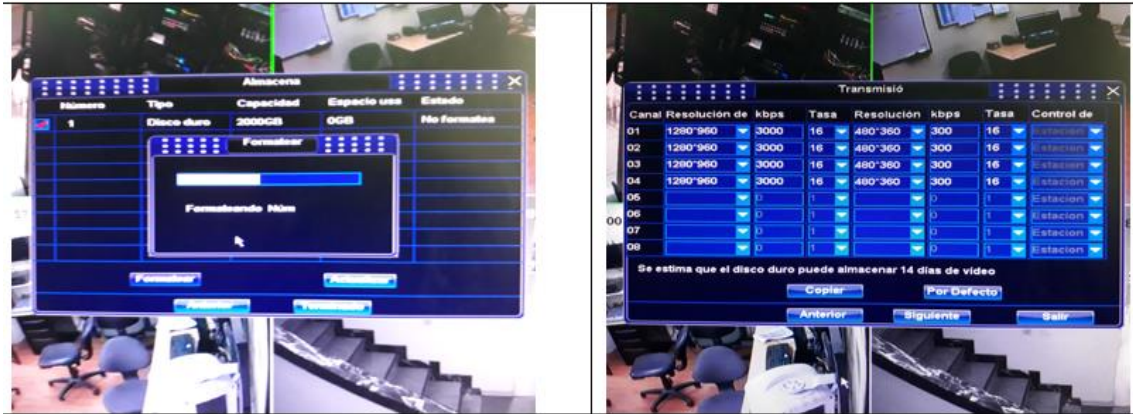 Almacena
Número Tipo Capacidad Espacio usa Estado
1 Disco duro 2000GB 0GB No formatea
Formatear
Formateando Núm
Formatear Actualizar
Anterior Terminado
Transmisió
Canal Resolución de kbps Tasa Resolución kbps Tasa Control de
01 1280*960 3000 16 480*360 300 16 Estacion
02 1280*960 3000 16 480*360 300 16 Estacion
03 1280*960 3000 16 480*360 300 16 Estacion
04 1280*960 3000 16 480*360 300 16 Estacion
05 0 1 0 1 Estacion
06 0 1 0 1 Estacion
07 0 1 0 1 Estacion
08 0 1 0 1 Estacion
Se estima que el disco duro puede almacenar 14 días de vídeo
Copiar Por Defecto
Anterior Siguiente Salir